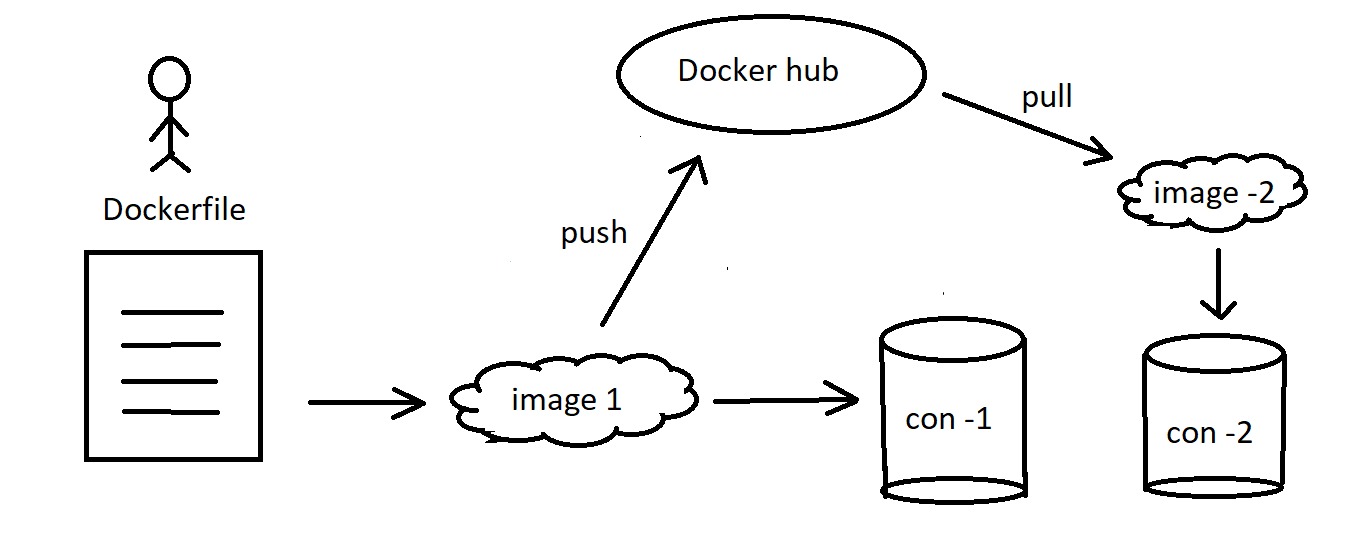 Docker hub
pull
Dockerfile
image -2
push
image 1
con -1
con -2